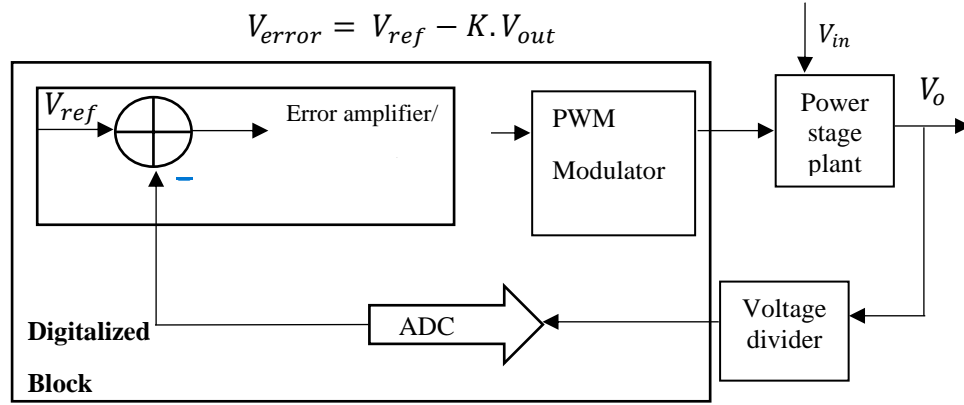 V_error = V_ref − K.V_out
V_in
V_ref
Error amplifier/
PWM
Modulator
Power
stage
plant
V_o
Digitalized
Block
ADC
Voltage
divider